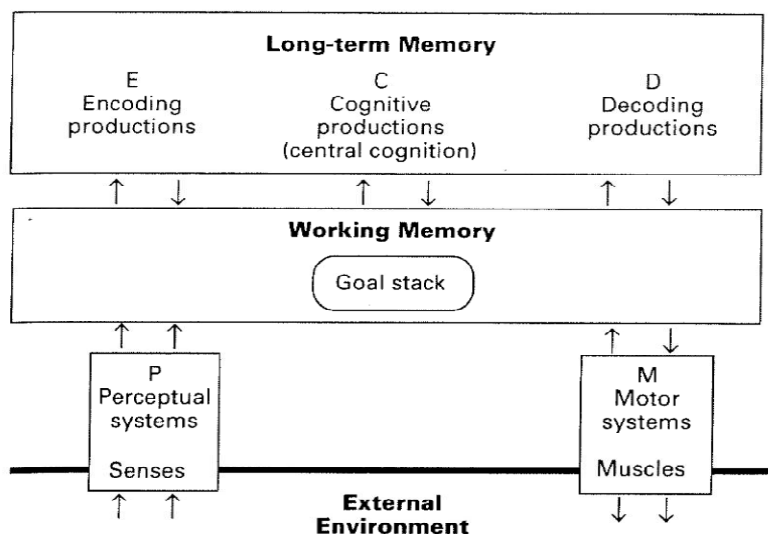 Long-term Memory
E
Encoding
productions
C
Cognitive
productions
(central cognition)
D
Decoding
productions
Working Memory
Goal stack
P
Perceptual
systems
Senses
M
Motor
systems
Muscles
External
Environment